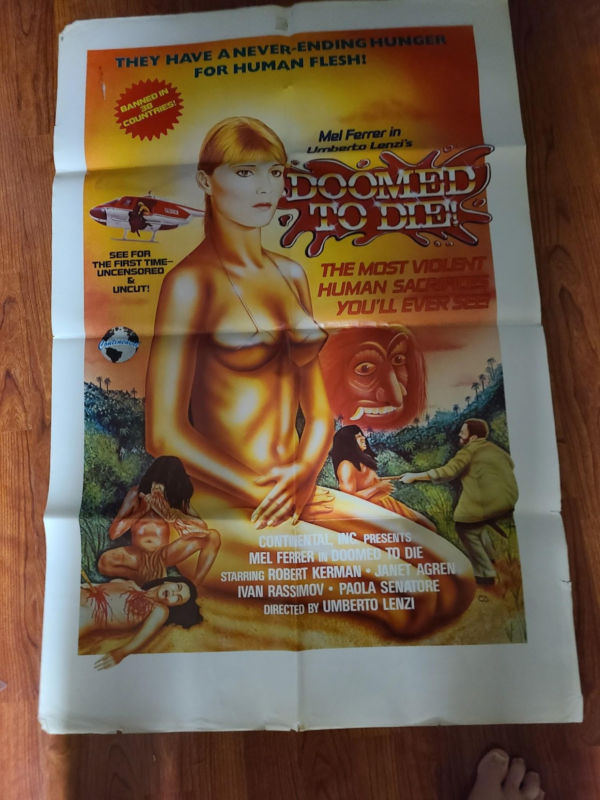 THEY HAVE A NEVER-ENDING HUNGER
FOR HUMAN FLESH!
BANNED IN
38
COUNTRIES!
Mel Ferrer in
Umberto Lenzi's
DOOMED
TO DIE!
SEE FOR
THE FIRST TIME–
UNCENSORED
&
UNCUT!
THE MOST VIOLENT
HUMAN SACRIFICES
YOU'LL EVER SEE!
Continental
CONTINENTAL, INC. PRESENTS
MEL FERRER IN DOOMED TO DIE
STARRING ROBERT KERMAN • JANET AGREN
IVAN RASSIMOV • PAOLA SENATORE
DIRECTED BY UMBERTO LENZI